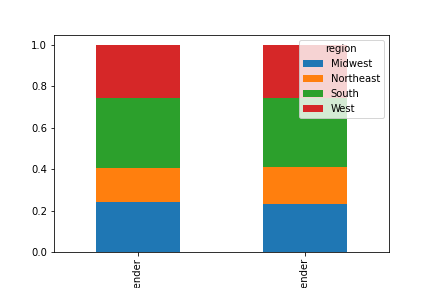 region
Midwest
Northeast
South
West
1.0
0.8
0.6
0.4
0.2
0.0
ender
ender